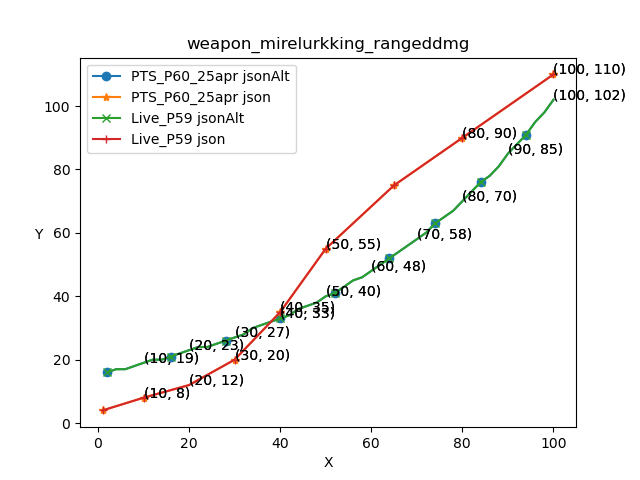 weapon_mirelurkking_rangeddmg
PTS_P60_25apr jsonAlt
PTS_P60_25apr json
Live_P59 jsonAlt
Live_P59 json
(100, 110)
(100, 102)
(80, 90)
(90, 85)
(80, 70)
(70, 58)
(50, 55)
(60, 48)
(50, 40)
(40, 35)
(40, 33)
(30, 27)
(20, 23)
(30, 20)
(10, 19)
(20, 12)
(10, 8)
Y
100
80
60
40
20
0
0 20 40 60 80 100
X